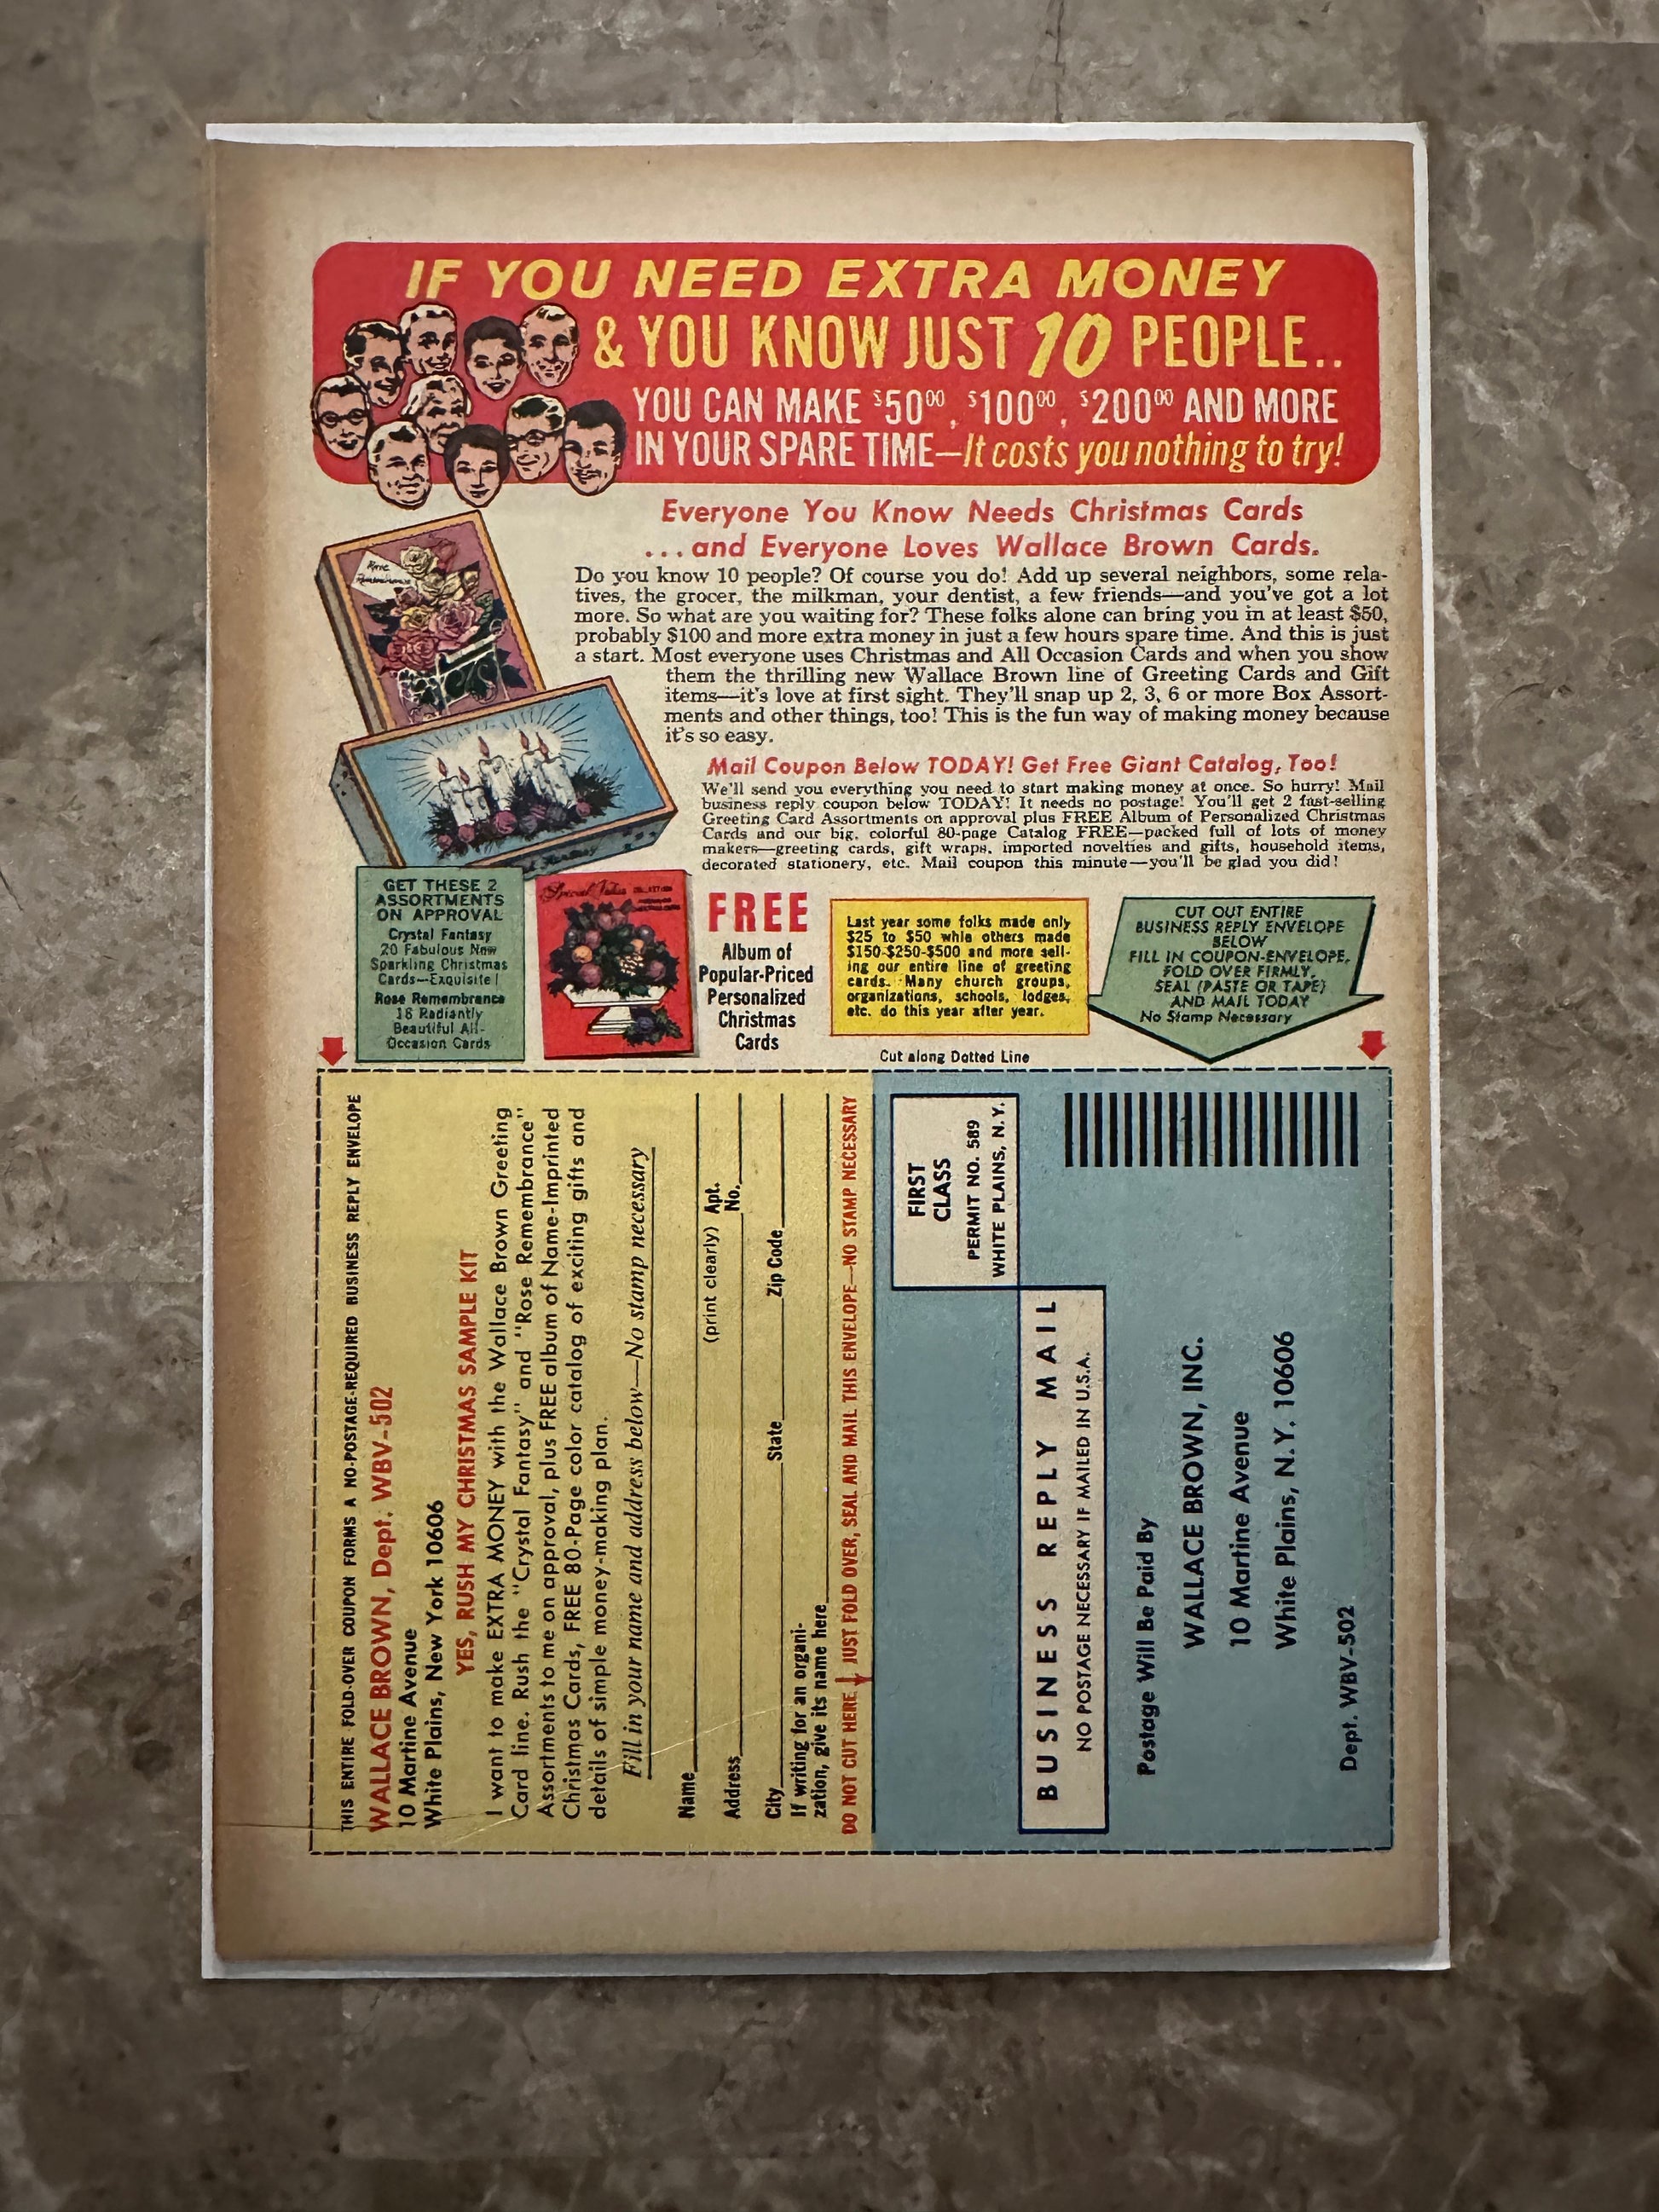 IF YOU NEED EXTRA MONEY
& YOU KNOW JUST 10 PEOPLE..
YOU CAN MAKE $50⁰⁰, $100⁰⁰, $200⁰⁰ AND MORE
IN YOUR SPARE TIME—It costs you nothing to try!
Everyone You Know Needs Christmas Cards
...and Everyone Loves Wallace Brown Cards.
Do you know 10 people? Of course you do! Add up several neighbors, some rela-
tives, the grocer, the milkman, your dentist, a few friends—and you've got a lot
more. So what are you waiting for? These folks alone can bring you in at least $50,
probably $100 and more extra money in just a few hours spare time. And this is just
a start. Most everyone uses Christmas and All Occasion Cards and when you show
them the thrilling new Wallace Brown line of Greeting Cards and Gift
items—it's love at first sight. They'll snap up 2, 3, 6 or more Box Assort-
ments and other things, too! This is the fun way of making money because
it's so easy.
Rose
Remembrance
Mail Coupon Below TODAY! Get Free Giant Catalog, Too!
We'll send you everything you need to start making money at once. So hurry! Mail
business reply coupon below TODAY! It needs no postage! You'll get 2 fast-selling
Greeting Card Assortments on approval plus FREE Album of Personalized Christmas
Cards and our big, colorful 80-page Catalog FREE—packed full of lots of money
makers—greeting cards, gift wraps, imported novelties and gifts, household items,
decorated stationery, etc. Mail coupon this minute—you'll be glad you did!
GET THESE 2
ASSORTMENTS
ON APPROVAL
Crystal Fantasy
20 Fabulous New
Sparkling Christmas
Cards—Exquisite!
Rose Remembrance
18 Radiantly
Beautiful All-
Occasion Cards
Special Value COLLECTION
FREE
Album of
Popular-Priced
Personalized
Christmas
Cards
Last year some folks made only
$25 to $50 while others made
$150-$250-$500 and more sell-
ing our entire line of greeting
cards. Many church groups,
organizations, schools, lodges,
etc. do this year after year.
CUT OUT ENTIRE
BUSINESS REPLY ENVELOPE
BELOW
FILL IN COUPON-ENVELOPE,
FOLD OVER FIRMLY,
SEAL (PASTE OR TAPE)
AND MAIL TODAY
No Stamp Necessary
Cut along Dotted Line
THIS ENTIRE FOLD-OVER COUPON FORMS A NO-POSTAGE-REQUIRED BUSINESS REPLY ENVELOPE
WALLACE BROWN, Dept. WBV-502
10 Martine Avenue
White Plains, New York 10606
YES, RUSH MY CHRISTMAS SAMPLE KIT
I want to make EXTRA MONEY with the Wallace Brown Greeting
Card line. Rush the "Crystal Fantasy" and "Rose Remembrance"
Assortments to me on approval, plus FREE album of Name-Imprinted
Christmas Cards, FREE 80-Page color catalog of exciting gifts and
details of simple money-making plan.
Fill in your name and address below—No stamp necessary
Name
(print clearly)
Address Apt. No.
City State Zip Code
If writing for an organi-
zation, give its name here
DO NOT CUT HERE JUST FOLD OVER, SEAL AND MAIL THIS ENVELOPE—NO STAMP NECESSARY
FIRST
CLASS
PERMIT NO. 589
WHITE PLAINS, N.Y.
BUSINESS REPLY MAIL
NO POSTAGE NECESSARY IF MAILED IN U.S.A.
Postage Will Be Paid By
WALLACE BROWN, INC.
10 Martine Avenue
White Plains, N.Y. 10606
Dept. WBV-502